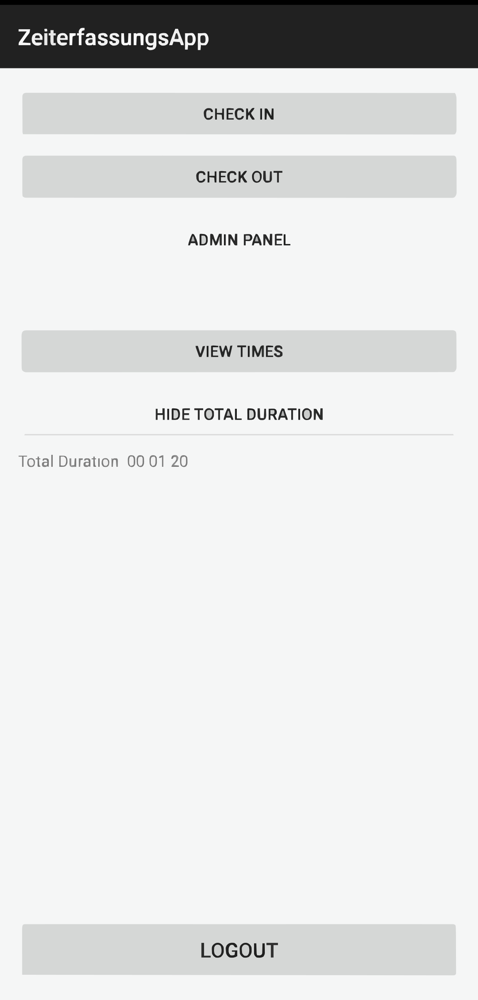 ZeiterfassungsApp
CHECK IN
CHECK OUT
ADMIN PANEL
VIEW TIMES
HIDE TOTAL DURATION
Total Duration 00 01 20
LOGOUT